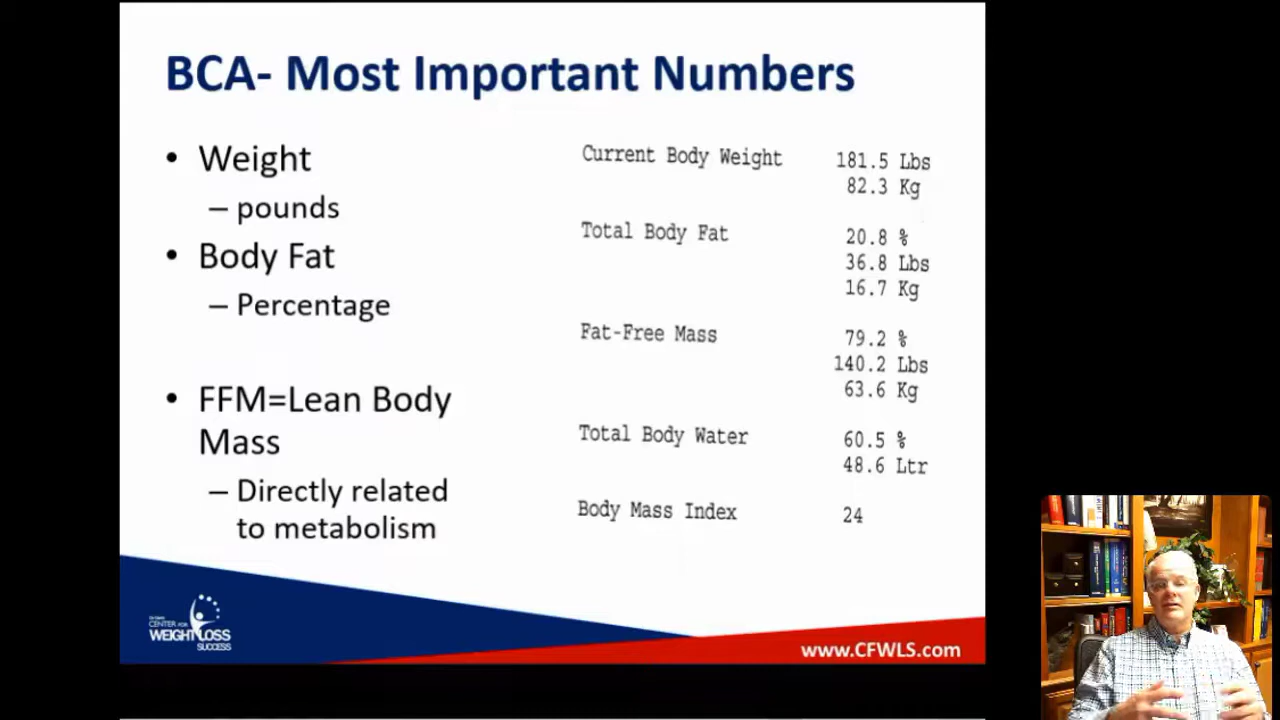 BCA- Most Important Numbers
• Weight
– pounds
• Body Fat
– Percentage
• FFM=Lean Body
Mass
– Directly related
to metabolism
Current Body Weight 181.5 Lbs
82.3 Kg
Total Body Fat 20.8 %
36.8 Lbs
16.7 Kg
Fat-Free Mass 79.2 %
140.2 Lbs
63.6 Kg
Total Body Water 60.5 %
48.6 Ltr
Body Mass Index 24
CENTER FOR
WEIGHT LOSS
SUCCESS
www.CFWLS.com